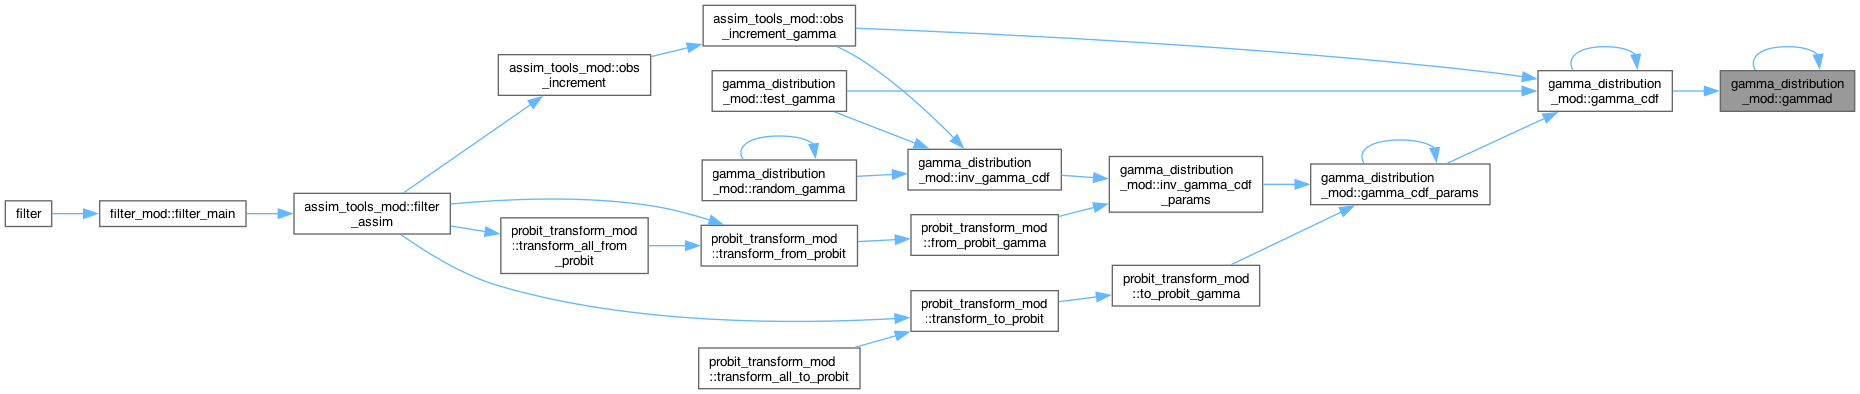 assim_tools_mod::obs
_increment_gamma
assim_tools_mod::obs
_increment
gamma_distribution
_mod::test_gamma
gamma_distribution
_mod::gamma_cdf
gamma_distribution
_mod::gammad
gamma_distribution
_mod::random_gamma
gamma_distribution
_mod::inv_gamma_cdf
gamma_distribution
_mod::inv_gamma_cdf
_params
gamma_distribution
_mod::gamma_cdf_params
filter
filter_mod::filter_main
assim_tools_mod::filter
_assim
probit_transform_mod
::transform_all_from
_probit
probit_transform_mod
::transform_from_probit
probit_transform_mod
::from_probit_gamma
probit_transform_mod
::to_probit_gamma
probit_transform_mod
::transform_to_probit
probit_transform_mod
::transform_all_to_probit